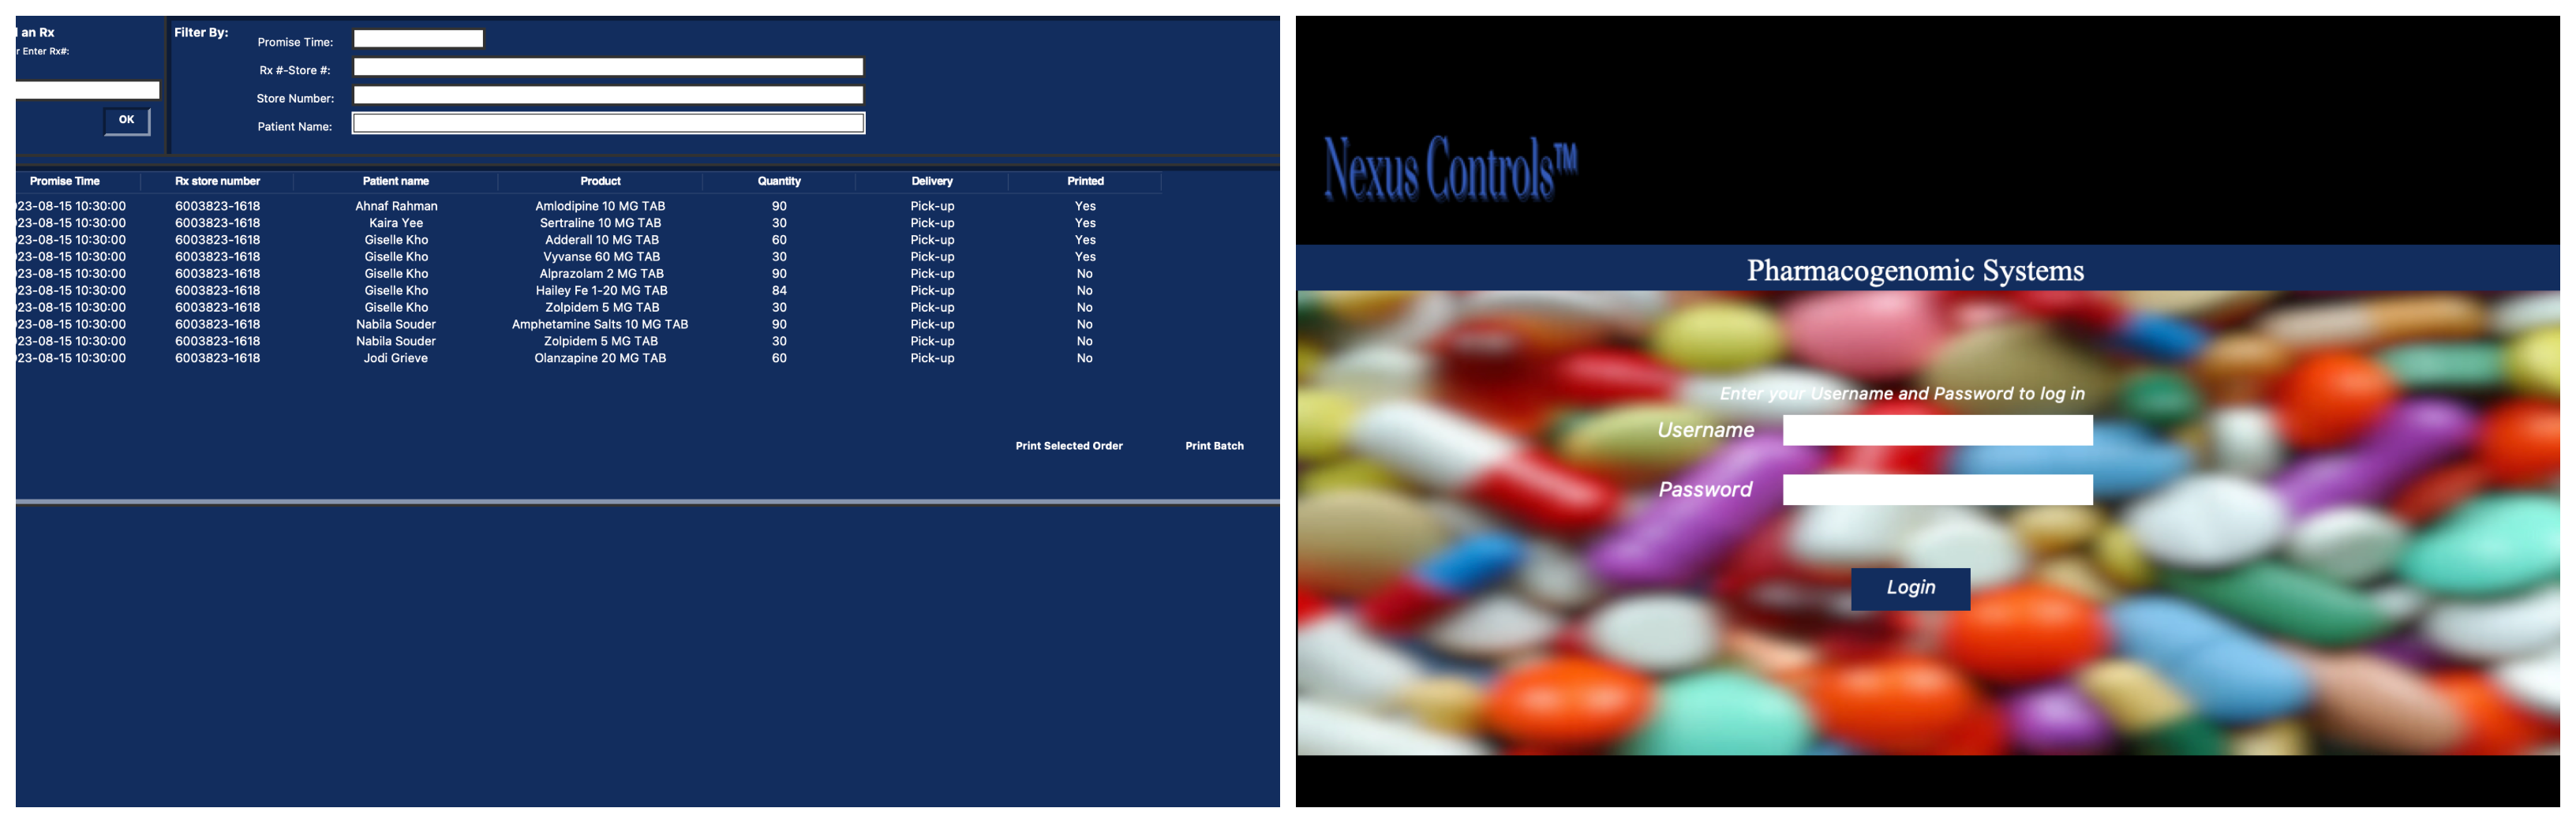 an Rx
Enter Rx#:
OK
Filter By:
Promise Time:
Rx #-Store #:
Store Number:
Patient Name:
Promise Time Rx store number Patient name Product Quantity Delivery Printed
23-08-15 10:30:00 6003823-1618 Ahnaf Rahman Amlodipine 10 MG TAB 90 Pick-up Yes
23-08-15 10:30:00 6003823-1618 Kaira Yee Sertraline 10 MG TAB 30 Pick-up Yes
23-08-15 10:30:00 6003823-1618 Giselle Kho Adderall 10 MG TAB 60 Pick-up Yes
23-08-15 10:30:00 6003823-1618 Giselle Kho Vyvanse 60 MG TAB 30 Pick-up Yes
23-08-15 10:30:00 6003823-1618 Giselle Kho Alprazolam 2 MG TAB 90 Pick-up No
23-08-15 10:30:00 6003823-1618 Giselle Kho Hailey Fe 1-20 MG TAB 84 Pick-up No
23-08-15 10:30:00 6003823-1618 Giselle Kho Zolpidem 5 MG TAB 30 Pick-up No
23-08-15 10:30:00 6003823-1618 Nabila Souder Amphetamine Salts 10 MG TAB 90 Pick-up No
23-08-15 10:30:00 6003823-1618 Nabila Souder Zolpidem 5 MG TAB 30 Pick-up No
23-08-15 10:30:00 6003823-1618 Jodi Grieve Olanzapine 20 MG TAB 60 Pick-up No
Print Selected Order Print Batch
Nexus Controls™
Pharmacogenomic Systems
Enter your Username and Password to log in
Username
Password
Login